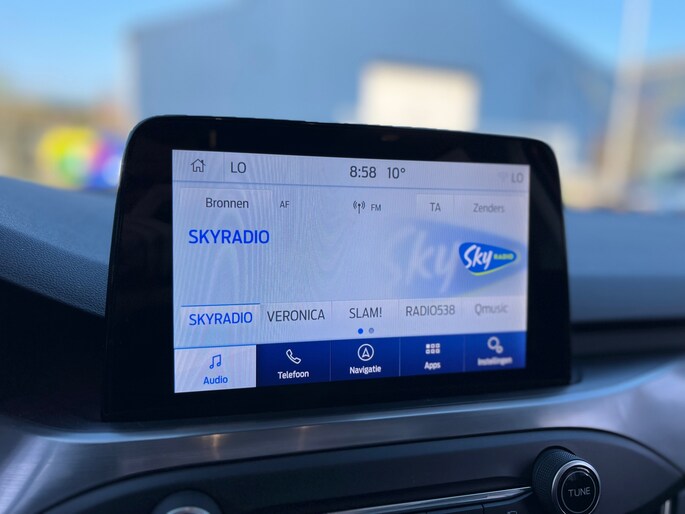 LO 8:58 10° LO
Bronnen AF FM TA Zenders
SKYRADIO
Sky RADIO
SKYRADIO VERONICA SLAM! RADIO538 Qmusic
Audio Telefoon Navigatie Apps Instellingen
TUNE